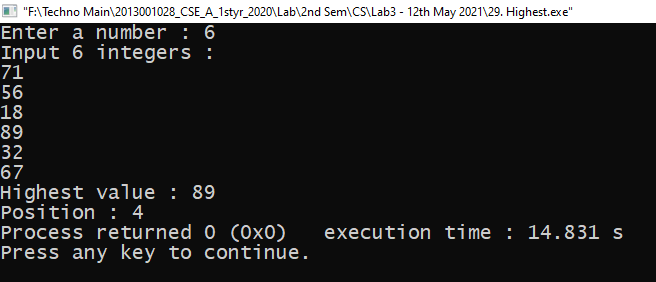 "F:\Techno Main\2013001028_CSE_A_1styr_2020\Lab\2nd Sem\CS\Lab3 - 12th May 2021\29. Highest.exe"
Enter a number : 6
Input 6 integers :
71
56
18
89
32
67
Highest value : 89
Position : 4
Process returned 0 (0x0)   execution time : 14.831 s
Press any key to continue.